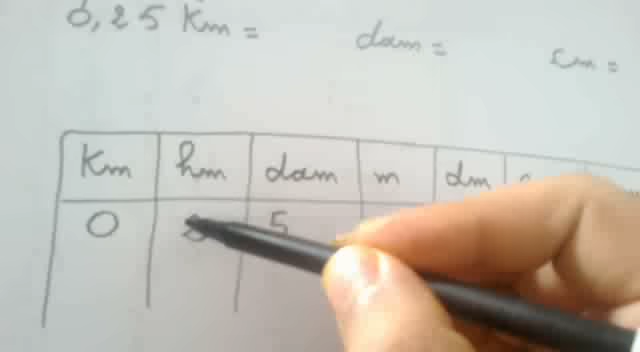 0,25 Km = dam = cm =
Km hm dam m dm
0 5